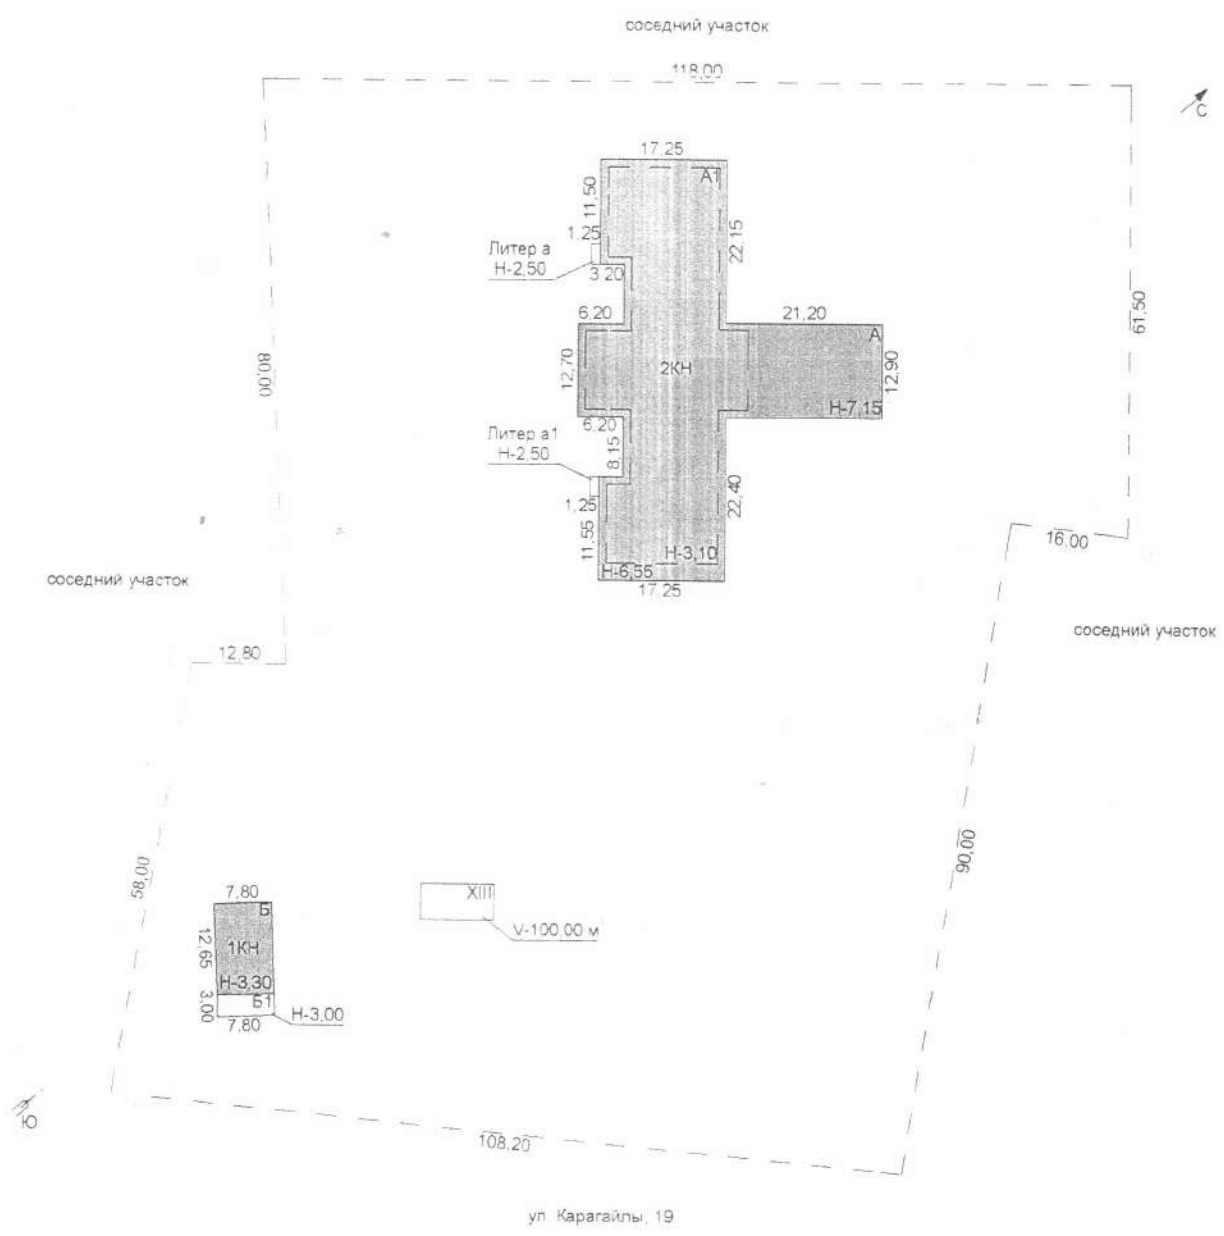 соседний участок
118,00
С
17,25
А1
11,50
1,25
22,15
Литер а
Н-2,50
3,20
6,20
21,20
61,50
А
80,00
12,70
2КН
12,90
Н-7,15
6,20
Литер а1
Н-2,50
8,15
1,25
22,40
11,55
Н-3,10
16,00
Н-6,55
17,25
соседний участок
соседний участок
12,80
58,00
90,00
7,80
Б
XIII
12,65
1КН
V-100,00 м
Н-3,30
3,00
Б1
Н-3,00
7,80
Ю
108,20
ул. Карагайлы, 19